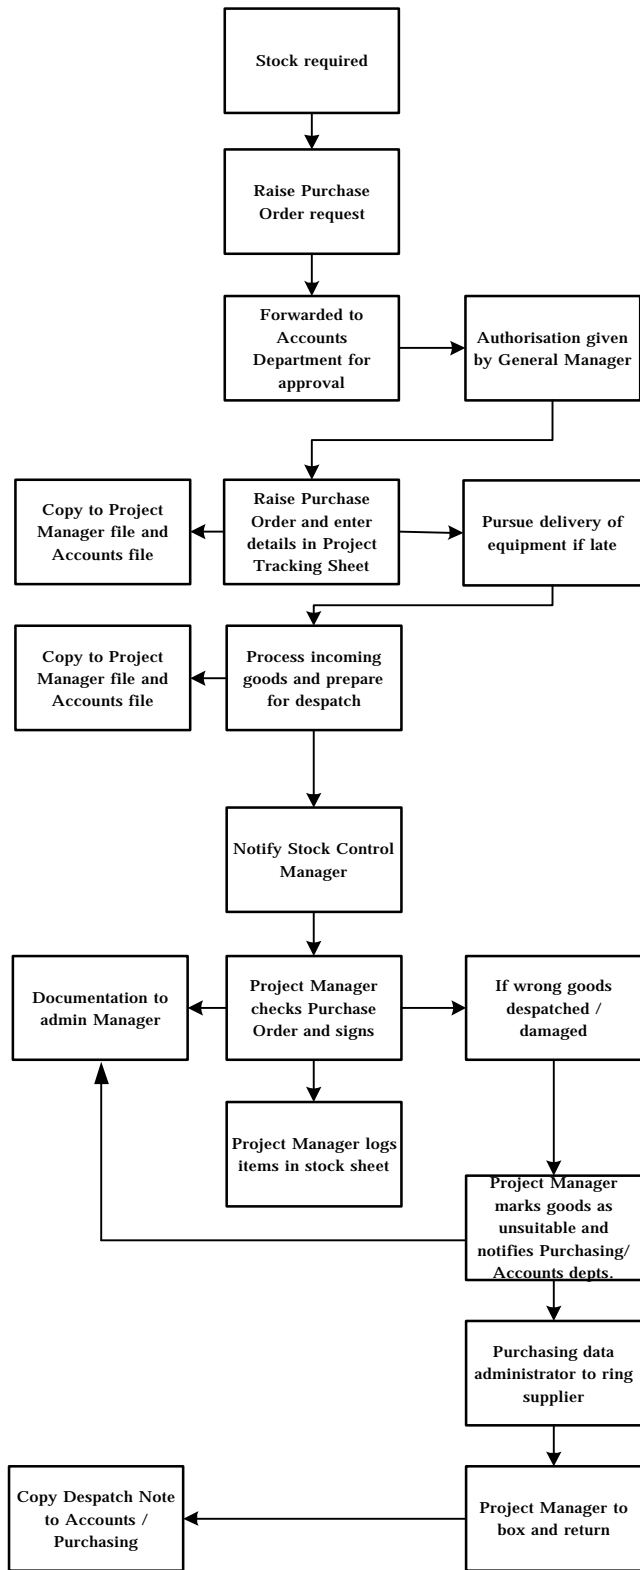 Stock required
Raise Purchase
Order request
Forwarded to
Accounts
Department for
approval
Authorisation given
by General Manager
Copy to Project
Manager file and
Accounts file
Raise Purchase
Order and enter
details in Project
Tracking Sheet
Pursue delivery of
equipment if late
Copy to Project
Manager file and
Accounts file
Process incoming
goods and prepare
for despatch
Notify Stock Control
Manager
Documentation to
admin Manager
Project Manager
checks Purchase
Order and signs
If wrong goods
despatched /
damaged
Project Manager logs
items in stock sheet
Project Manager
marks goods as
unsuitable and
notifies Purchasing/
Accounts depts.
Purchasing data
administrator to ring
supplier
Copy Despatch Note
to Accounts /
Purchasing
Project Manager to
box and return